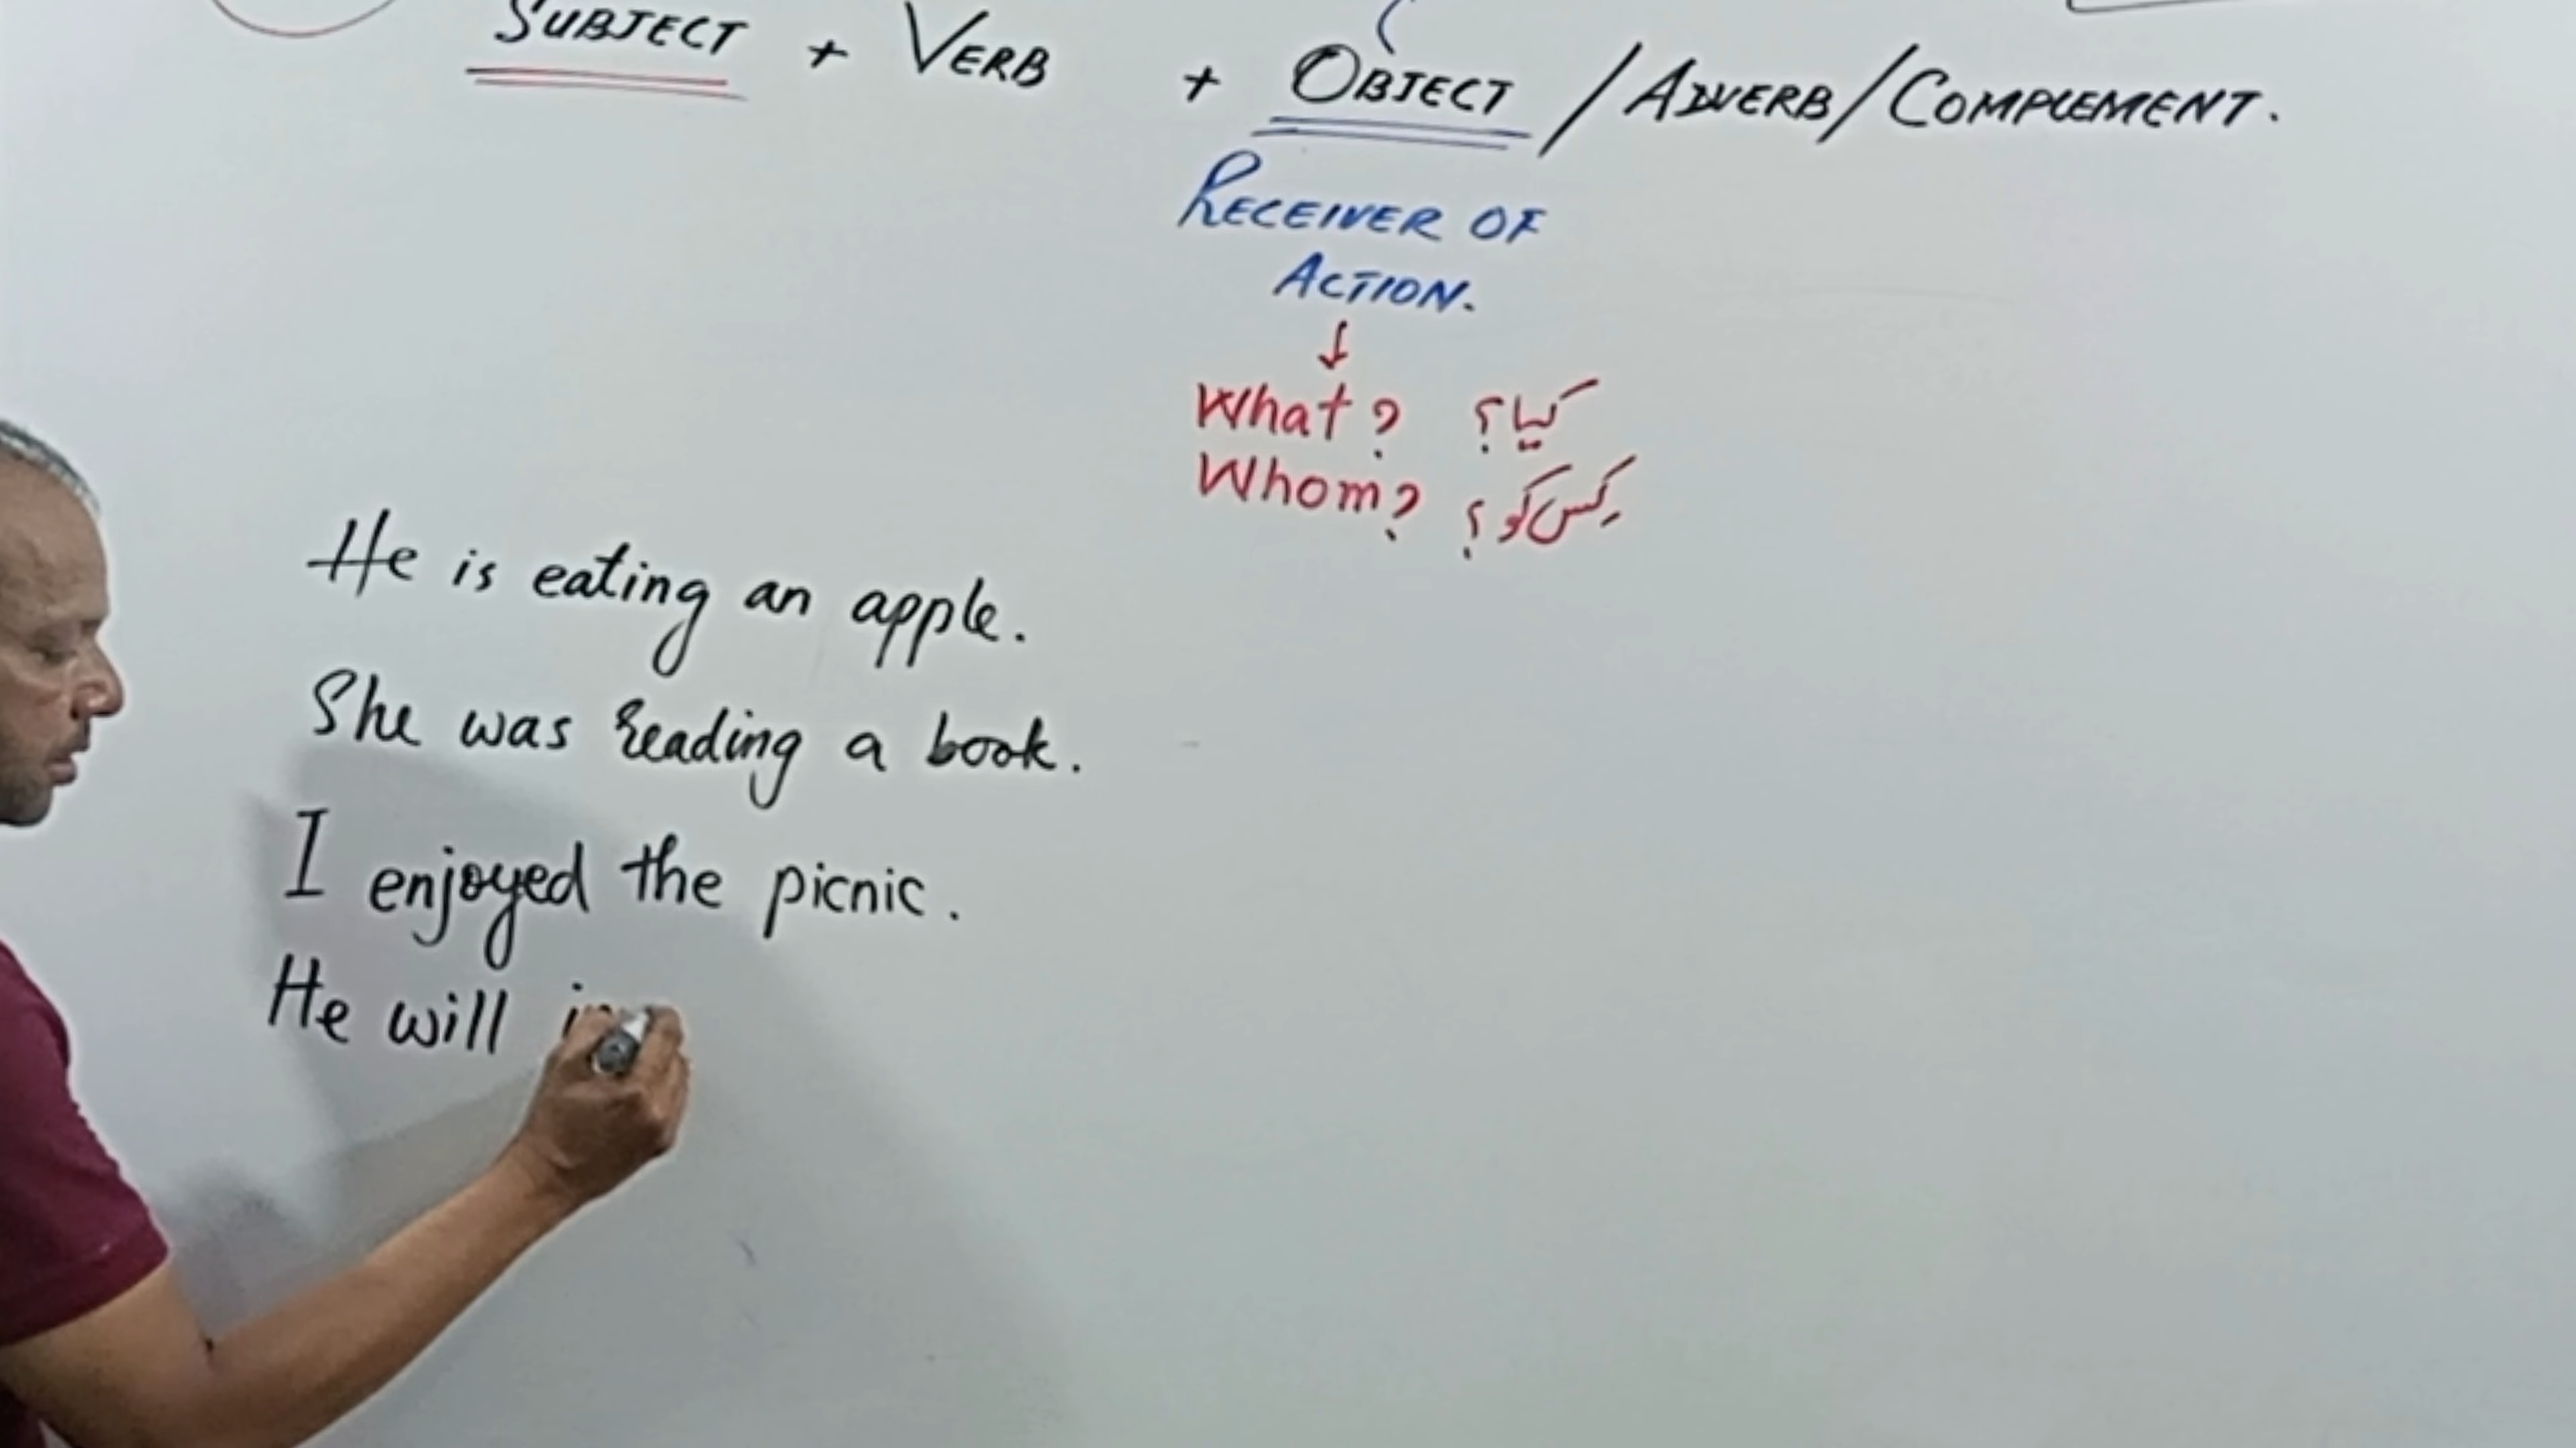 SUBJECT + VERB + OBJECT / ADVERB / COMPLEMENT.
RECEIVER OF
ACTION.
What? کیا؟
Whom? کِس کو؟
He is eating an apple.
She was reading a book.
I enjoyed the picnic.
He will